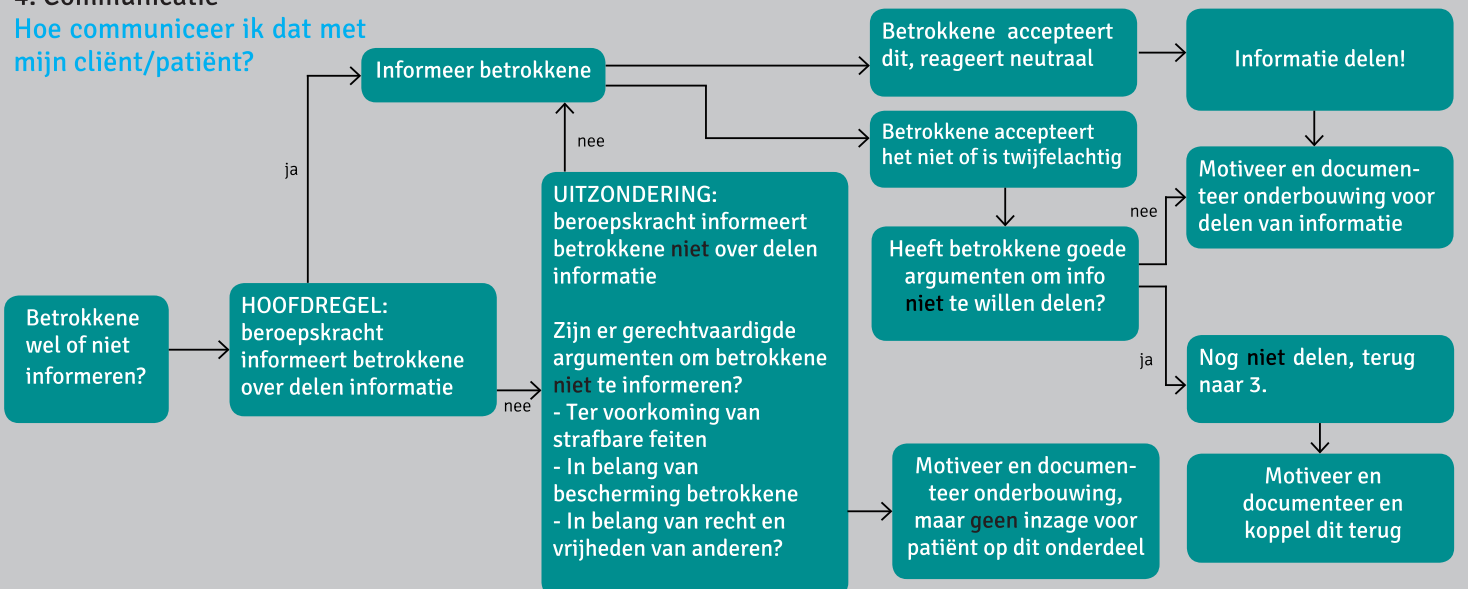 4. Communicatie
Hoe communiceer ik dat met
mijn cliënt/patiënt?
Betrokkene
wel of niet
informeren?
HOOFDREGEL:
beroepskracht
informeert betrokkene
over delen informatie
ja
nee
Informeer betrokkene
nee
UITZONDERING:
beroepskracht informeert
betrokkene niet over delen
informatie
Zijn er gerechtvaardigde
argumenten om betrokkene
niet te informeren?
- Ter voorkoming van
strafbare feiten
- In belang van
bescherming betrokkene
- In belang van recht en
vrijheden van anderen?
Betrokkene accepteert
dit, reageert neutraal
Informatie delen!
Betrokkene accepteert
het niet of is twijfelachtig
Motiveer en documen-
teer onderbouwing voor
delen van informatie
Heeft betrokkene goede
argumenten om info
niet te willen delen?
nee
ja
Nog niet delen, terug
naar 3.
Motiveer en documen-
teer onderbouwing,
maar geen inzage voor
patiënt op dit onderdeel
Motiveer en
documenteer en
koppel dit terug